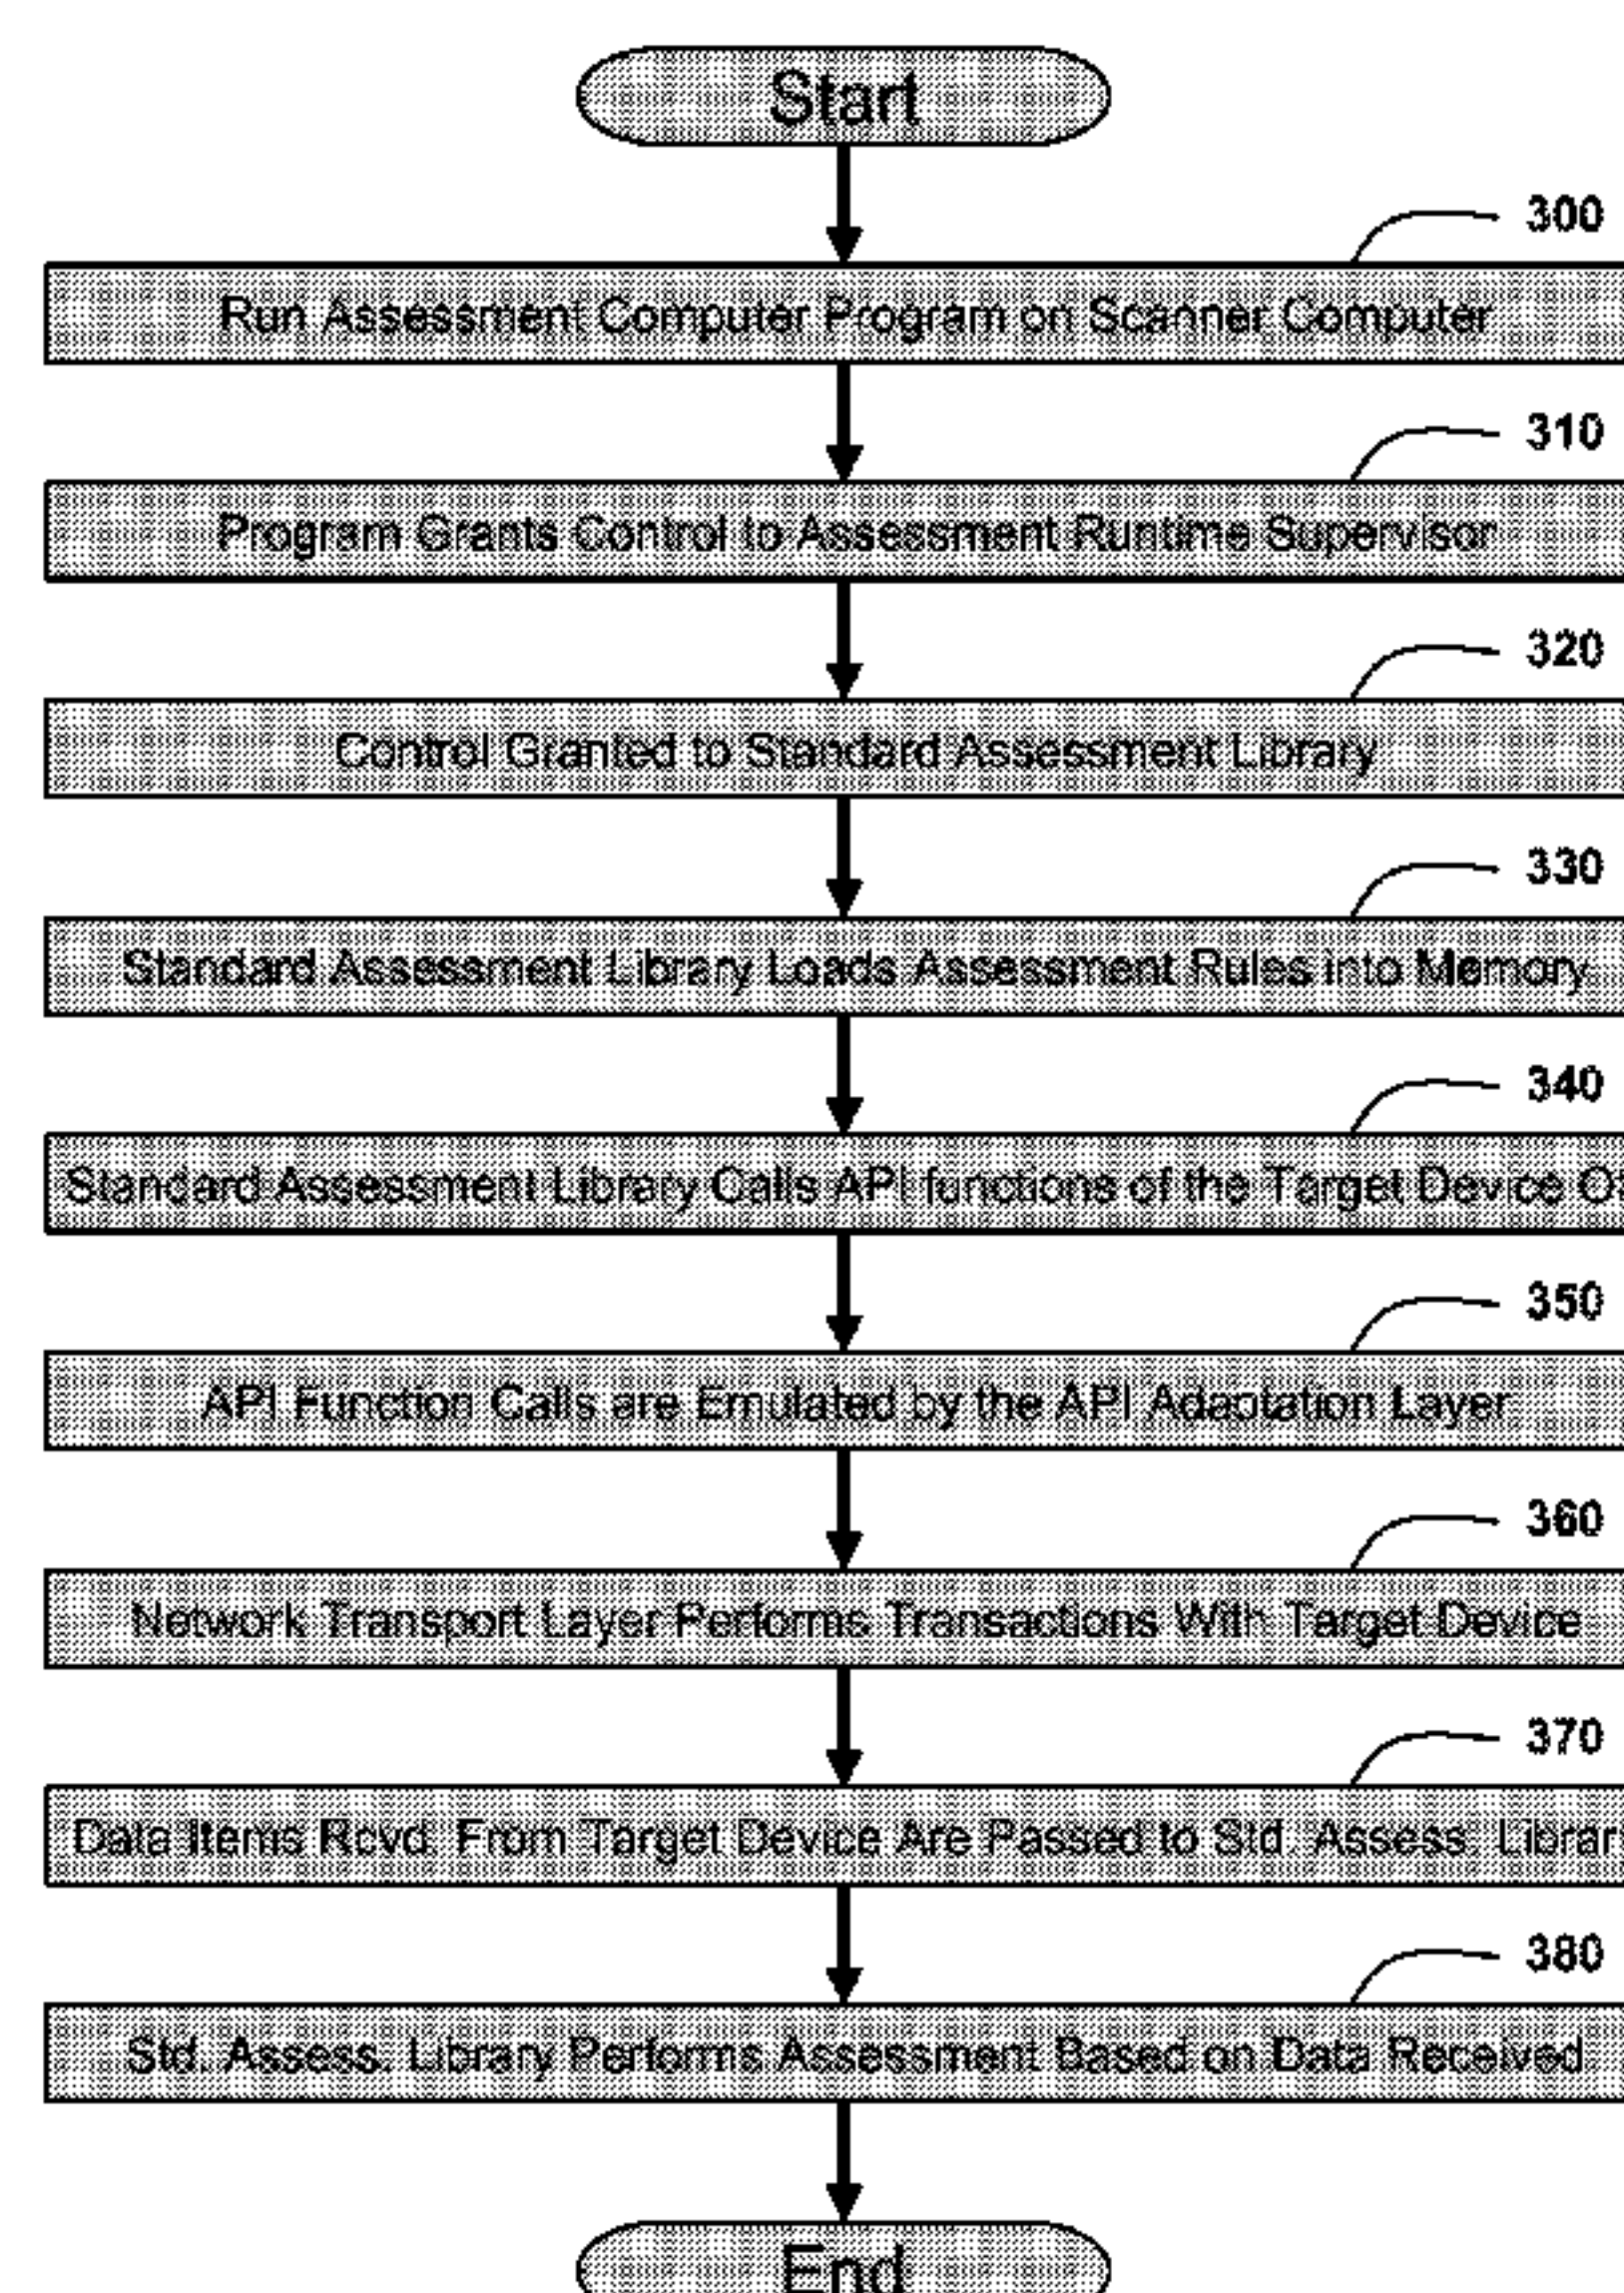 Start
300
Run Assessment Computer Program on Scanner Computer
310
Program Grants Control to Assessment Runtime Supervisor
320
Control Granted to Standard Assessment Library
330
Standard Assessment Library Loads Assessment Rules into Memory
340
Standard Assessment Library Calls API functions of the Target Device
350
API Function Calls are Emulated by the API Adaptation Layer
360
Network Transport Layer Performs Transactions With Target Device
370
Data Items Rcvd. From Target Device Are Passed to Std. Assess.
380
Std. Assess. Library Performs Assessment Based on Data Received
End